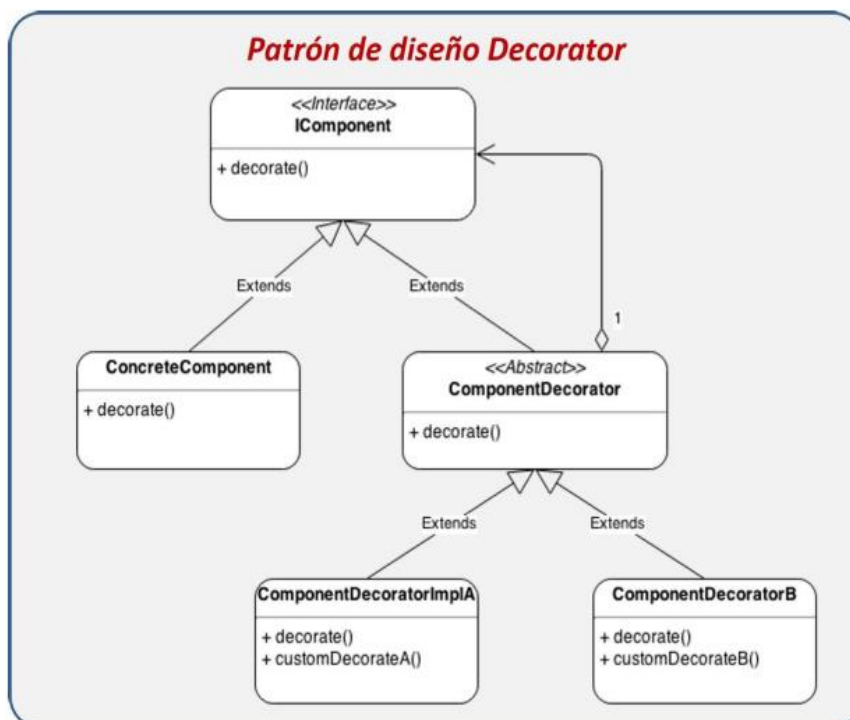 Patrón de diseño Decorator
<<Interface>>
IComponent
+ decorate()
Extends
Extends
1
ConcreteComponent
+ decorate()
<<Abstract>>
ComponentDecorator
+ decorate()
Extends
Extends
ComponentDecoratorImplA
+ decorate()
+ customDecorateA()
ComponentDecoratorB
+ decorate()
+ customDecorateB()